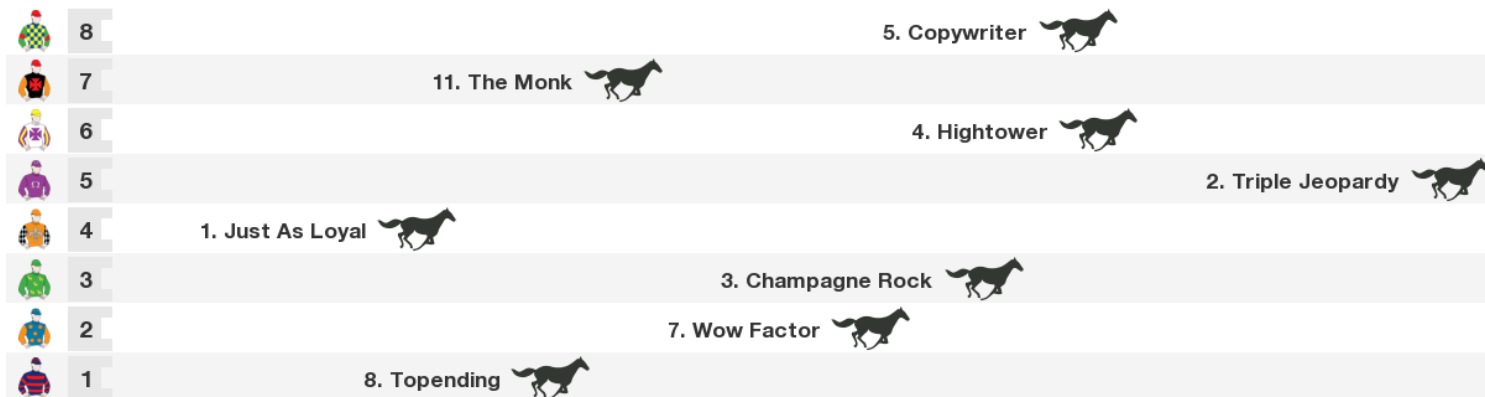 8 5. Copywriter
7 11. The Monk
6 4. Hightower
5 2. Triple Jeopardy
4 1. Just As Loyal
3 3. Champagne Rock
2 7. Wow Factor
1 8. Topending